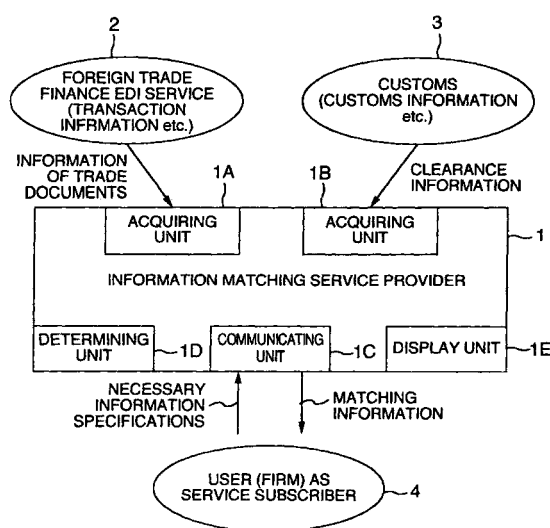 2
FOREIGN TRADE
FINANCE EDI SERVICE
(TRANSACTION
INFRMATION etc.)
3
CUSTOMS
(CUSTOMS INFORMATION
etc.)
INFORMATION
OF TRADE
DOCUMENTS
1A
1B
CLEARANCE
INFORMATION
ACQUIRING
UNIT
ACQUIRING
UNIT
1
INFORMATION MATCHING SERVICE PROVIDER
DETERMINING
UNIT
1D
COMMUNICATING
UNIT
1C
DISPLAY UNIT
1E
NECESSARY
INFORMATION
SPECIFICATIONS
MATCHING
INFORMATION
USER (FIRM) AS
SERVICE SUBSCRIBER
4